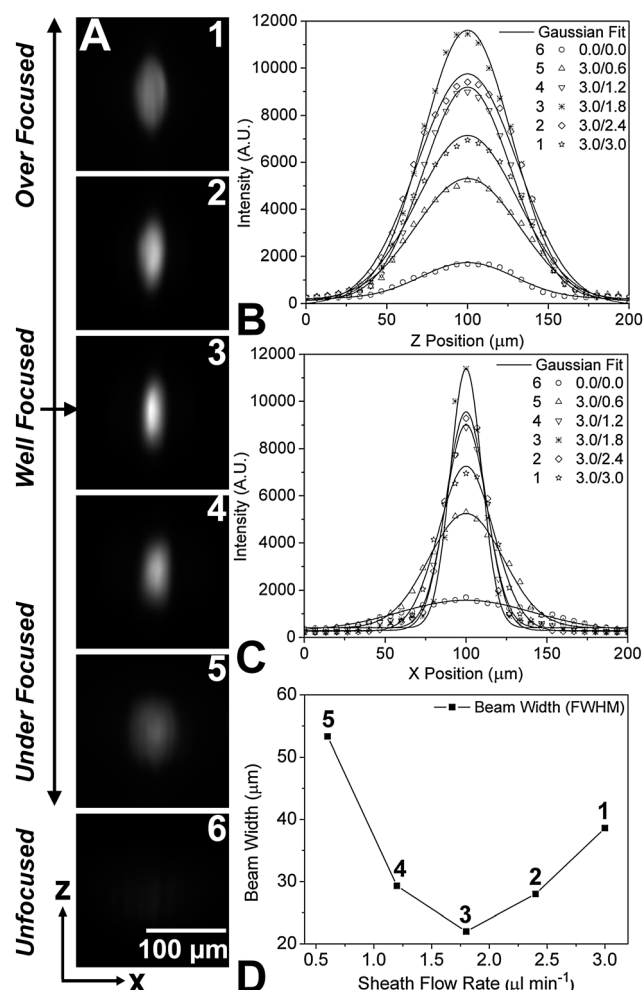 A
1
2
3
4
5
6
Over Focused
Well Focused
Under Focused
Unfocused
z
x
100 µm
B
12000
10000
8000
6000
4000
2000
0
Intensity (A.U.)
Gaussian Fit
6 0.0/0.0
5 3.0/0.6
4 3.0/1.2
3 3.0/1.8
2 3.0/2.4
1 3.0/3.0
0 50 100 150 200
Z Position (µm)
C
12000
10000
8000
6000
4000
2000
0
Intensity (A.U.)
Gaussian Fit
6 0.0/0.0
5 3.0/0.6
4 3.0/1.2
3 3.0/1.8
2 3.0/2.4
1 3.0/3.0
0 50 100 150 200
X Position (µm)
D
60
50
40
30
20
Beam Width (µm)
Beam Width (FWHM)
5
4
3
2
1
0.5 1.0 1.5 2.0 2.5 3.0
Sheath Flow Rate (µl min⁻¹)